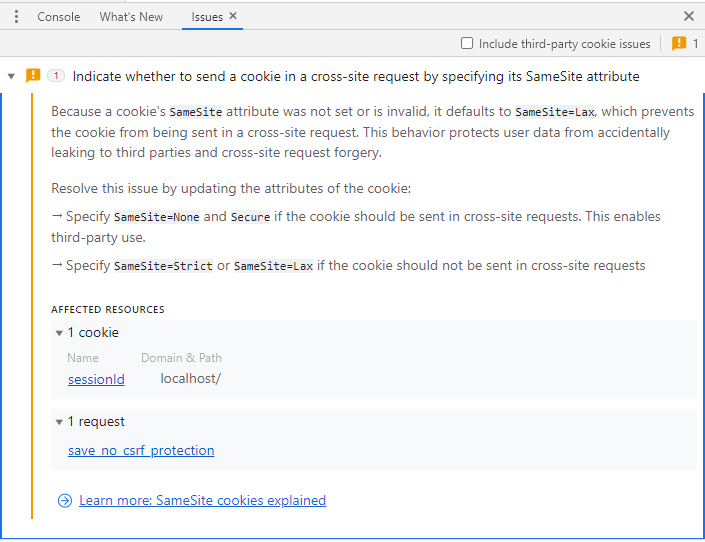 Console What's New Issues
Include third-party cookie issues 1
1 Indicate whether to send a cookie in a cross-site request by specifying its SameSite attribute
Because a cookie's SameSite attribute was not set or is invalid, it defaults to SameSite=Lax, which prevents
the cookie from being sent in a cross-site request. This behavior protects user data from accidentally
leaking to third parties and cross-site request forgery.
Resolve this issue by updating the attributes of the cookie:
→ Specify SameSite=None and Secure if the cookie should be sent in cross-site requests. This enables
third-party use.
→ Specify SameSite=Strict or SameSite=Lax if the cookie should not be sent in cross-site requests
AFFECTED RESOURCES
1 cookie
Name Domain & Path
sessionId localhost/
1 request
save_no_csrf_protection
Learn more: SameSite cookies explained